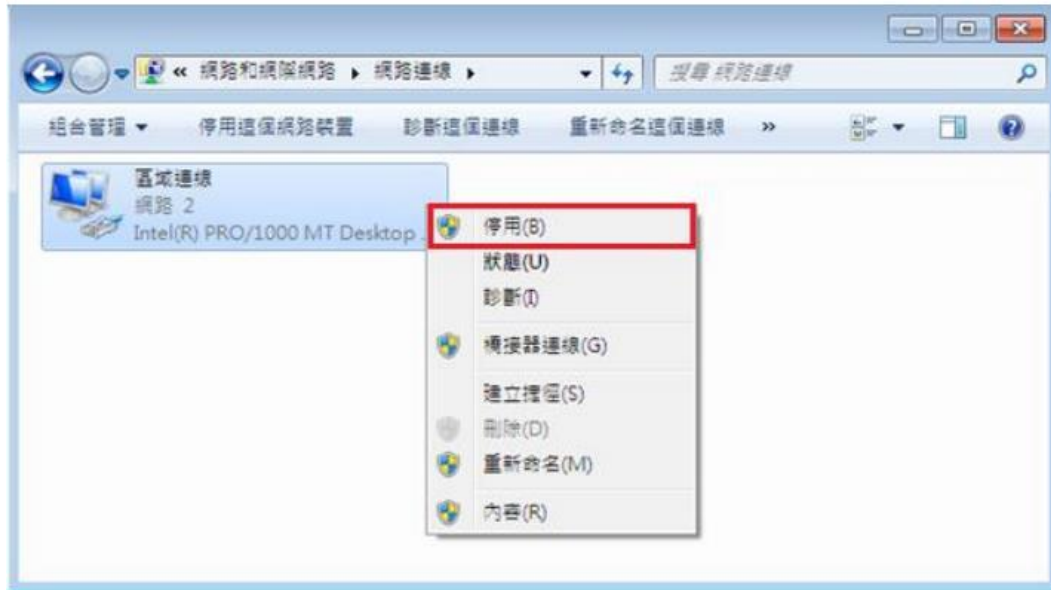 « 網路和網際網路 ▸ 網路連線 ▸
搜尋 網路連線
組合管理 ▾ 停用這個網路裝置 診斷這個連線 重新命名這個連線 »
區域連線
網路 2
Intel(R) PRO/1000 MT Desktop ...
停用(B)
狀態(U)
診斷(I)
橋接器連線(G)
建立捷徑(S)
刪除(D)
重新命名(M)
內容(R)